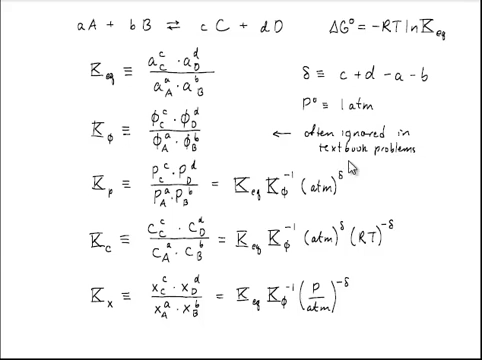 aA + bB ⇄ cC + dD ΔG° = -RT ln K_eq
K_eq ≡ (a_C^c · a_D^d) / (a_A^a · a_B^b) δ ≡ c + d - a - b
P° ≡ 1 atm
K_ϕ ≡ (ϕ_C^c · ϕ_D^d) / (ϕ_A^a · ϕ_B^b) ← often ignored in
textbook problems
K_p ≡ (P_C^c · P_D^d) / (P_A^a · P_B^b) = K_eq K_ϕ^-1 (atm)^δ
K_c ≡ (C_C^c · C_D^d) / (C_A^a · C_B^b) = K_eq K_ϕ^-1 (atm)^δ (RT)^-δ
K_x ≡ (x_C^c · x_D^d) / (x_A^a · x_B^b) = K_eq K_ϕ^-1 (P/atm)^-δ